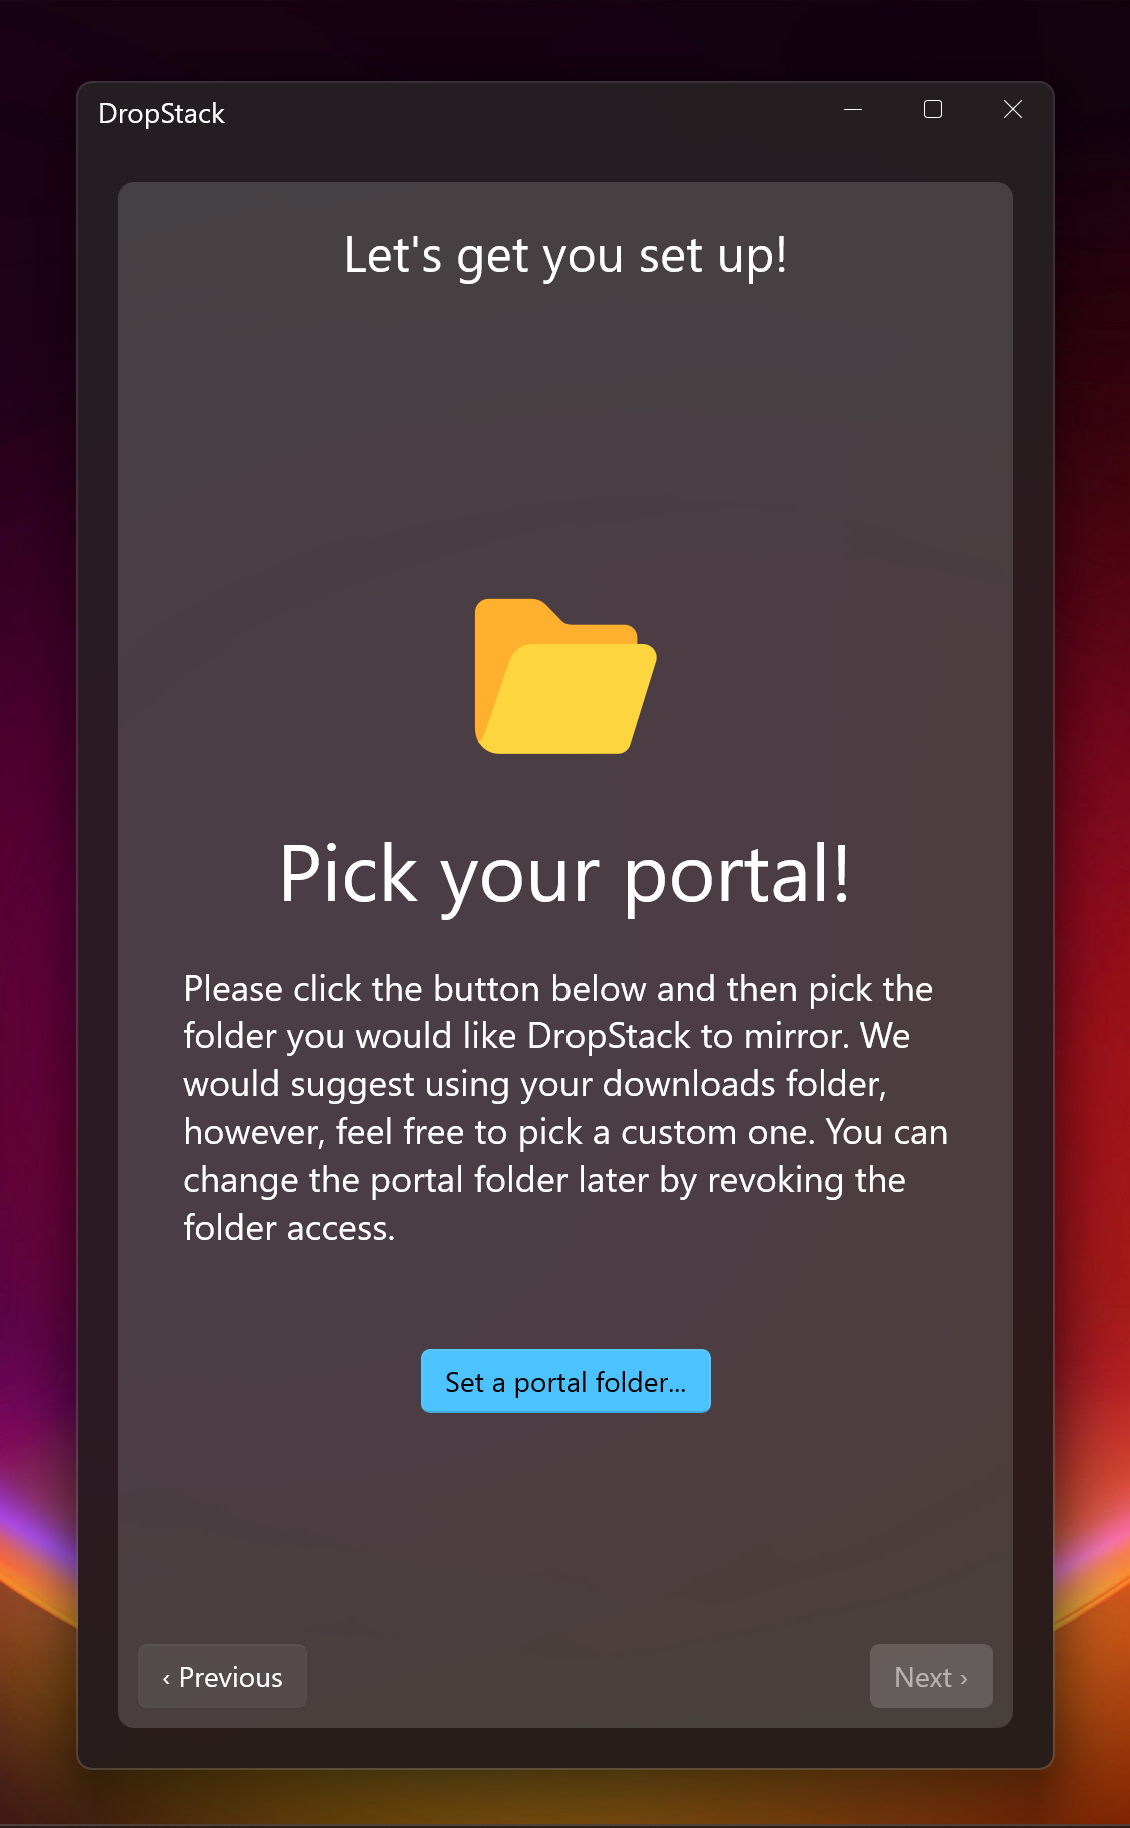 DropStack
Let's get you set up!
Pick your portal!
Please click the button below and then pick the
folder you would like DropStack to mirror. We
would suggest using your downloads folder,
however, feel free to pick a custom one. You can
change the portal folder later by revoking the
folder access.
Set a portal folder...
‹ Previous
Next ›